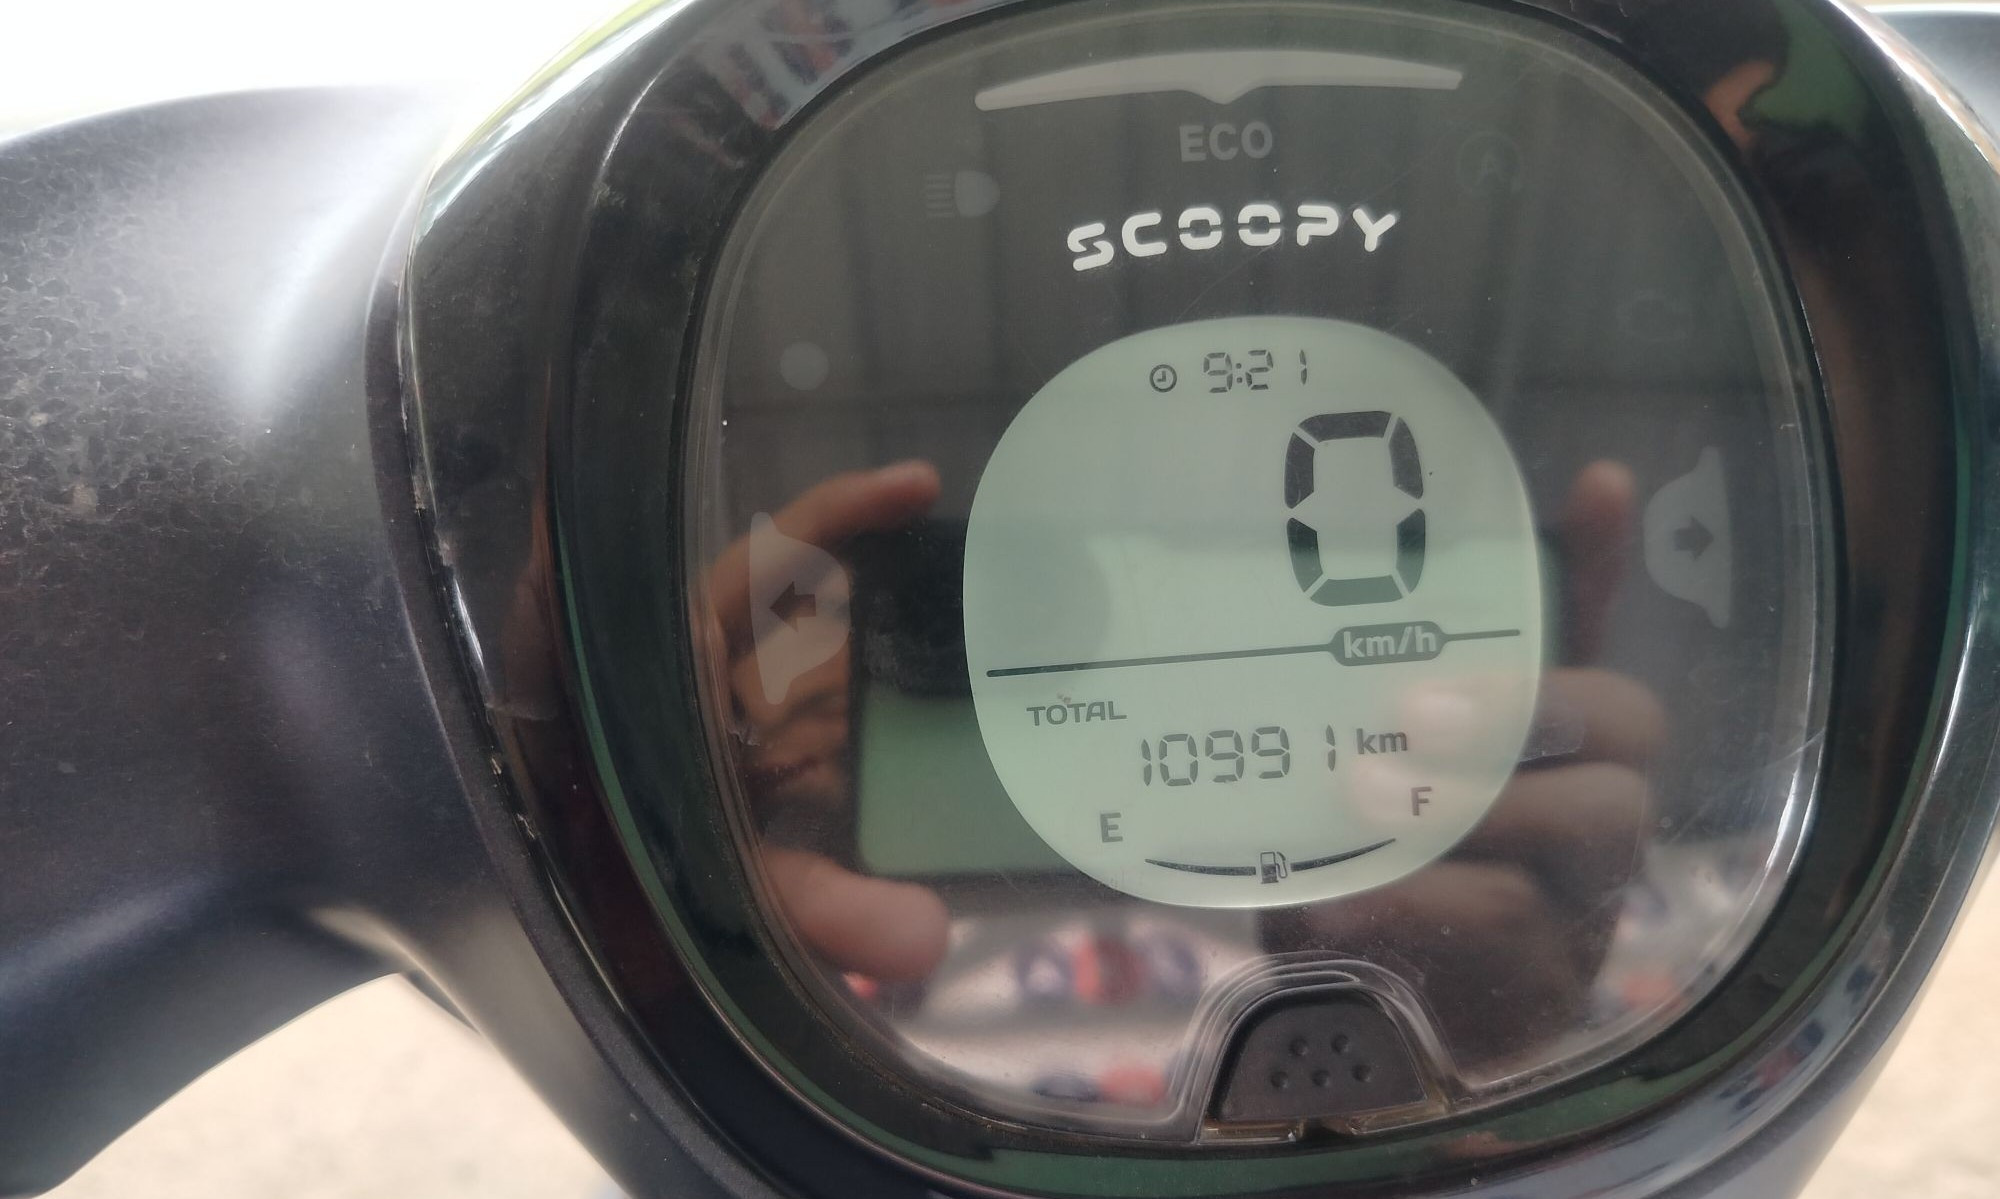 ECO
SCOOPY
9:21
0
km/h
TOTAL
10991 km
E F